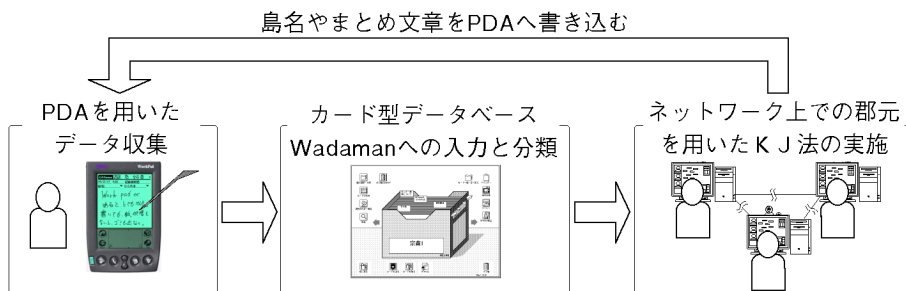 島名やまとめ文章をPDAへ書き込む
PDAを用いた
データ収集
カード型データベース
Wadamanへの入力と分類
ネットワーク上での郡元
を用いたＫＪ法の実施
WorkPad